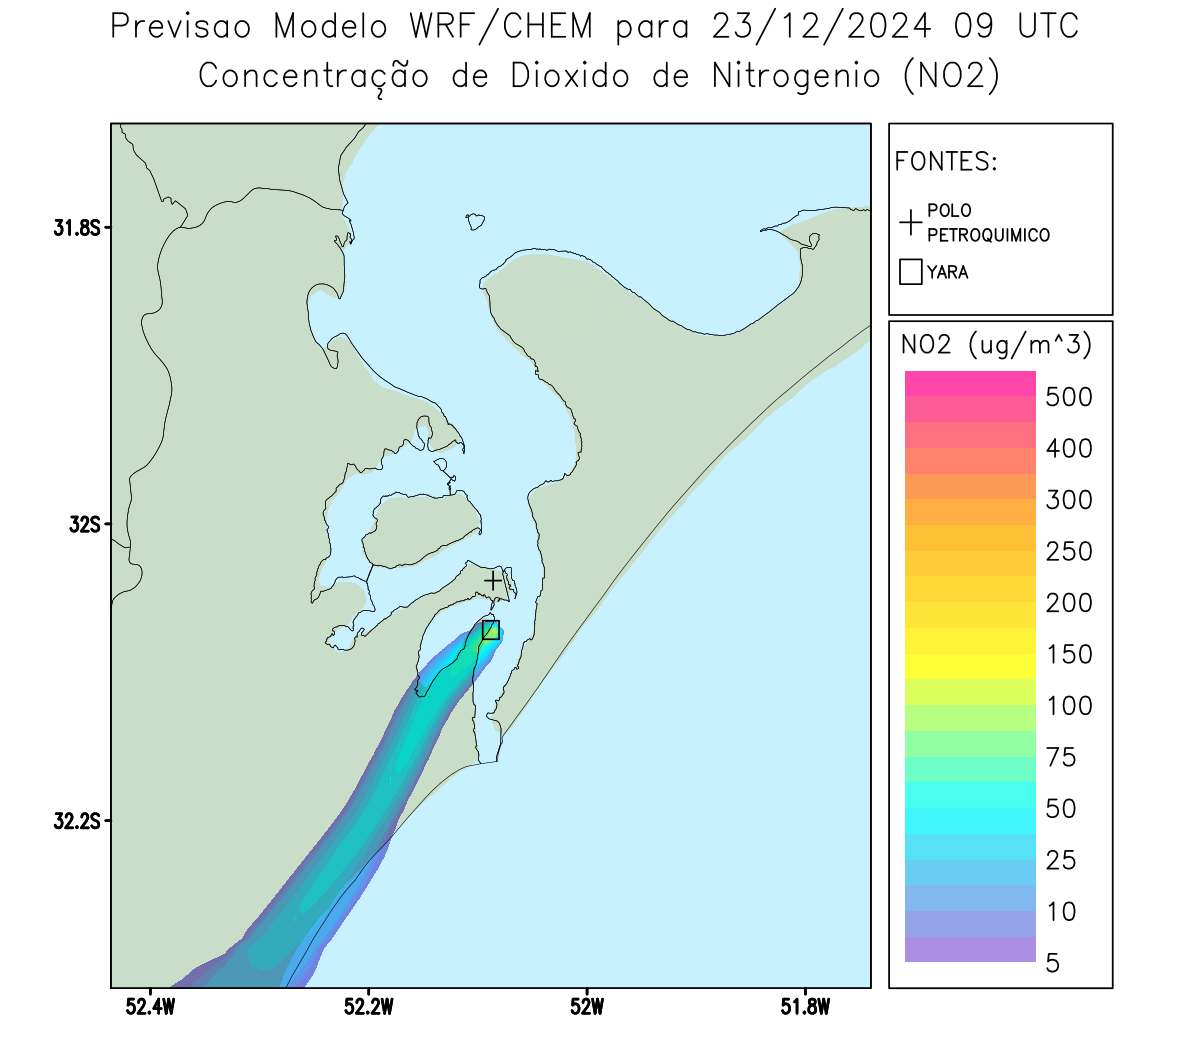 Previsao Modelo WRF/CHEM para 23/12/2024 09 UTC
Concentração de Dioxido de Nitrogenio (NO2)
FONTES:
POLO
PETROQUIMICO
YARA
31.8S
32S
32.2S
52.4W
52.2W
52W
51.8W
NO2 (ug/m^3)
500
400
300
250
200
150
100
75
50
25
10
5